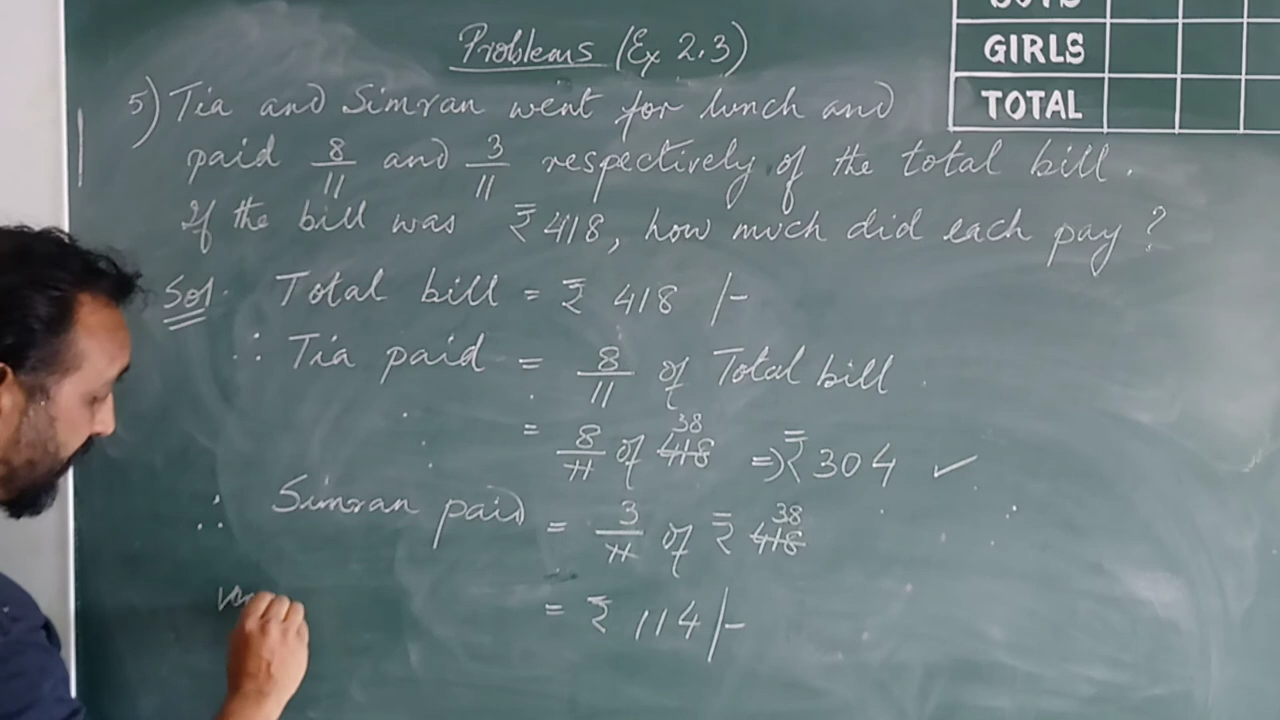 Problems (Ex 2.3)
5) Tia and Simran went for lunch and
paid 8/11 and 3/11 respectively of the total bill.
If the bill was ₹418, how much did each pay?
Sol. Total bill = ₹ 418 /-
∴ Tia paid = 8/11 of Total bill
= 8/11 of 418 38 => ₹304 ✓
∴ Simran paid = 3/11 of ₹ 418 38
= ₹ 114/-
GIRLS
TOTAL